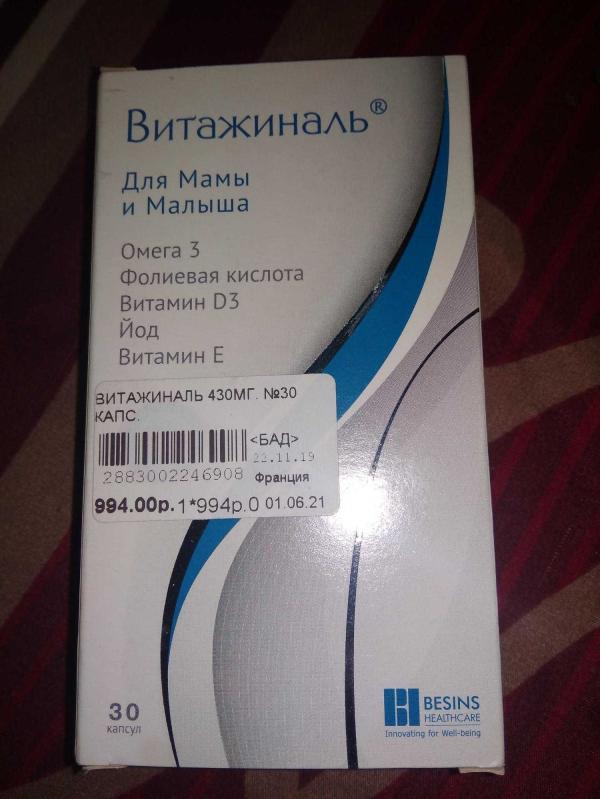 Витажиналь®
Для Мамы
и Малыша
Омега 3
Фолиевая кислота
Витамин D3
Йод
Витамин Е
ВИТАЖИНАЛЬ 430МГ. №30
КАПС.
<БАД>
22.11.19
2883002246908 Франция
994.00р.1*994р.0 01.06.21
30
капсул
BESINS
HEALTHCARE
Innovating for Well-being